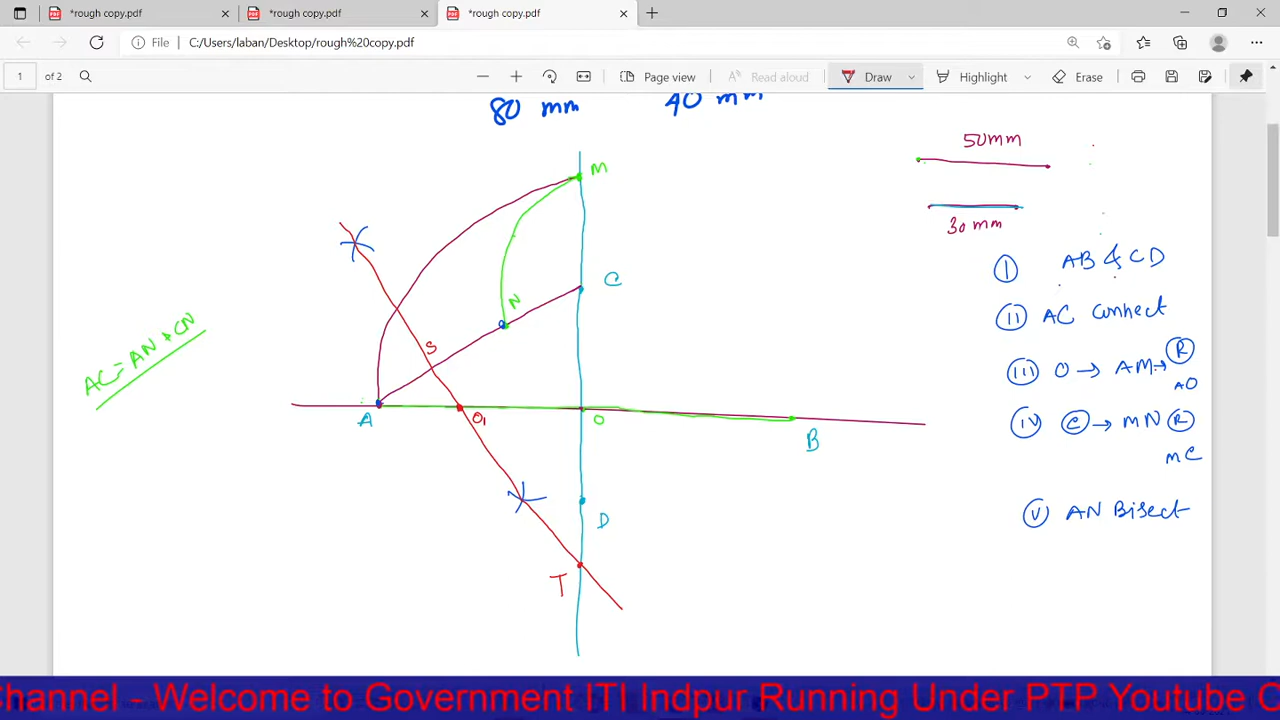 *rough copy.pdf
*rough copy.pdf
*rough copy.pdf
File C:/Users/laban/Desktop/rough%20copy.pdf
1 of 2 Page view Read aloud Draw Highlight Erase
80 mm 40 mm
50mm
30mm
M
C
N
S
A
O1
O
B
D
T
AC = AN + CN
I AB & CD
II AC connect
III O → AM → R
AO
IV C → MN R
MC
V AN Bisect
Channel - Welcome to Government ITI Indpur Running Under PTP Youtube C